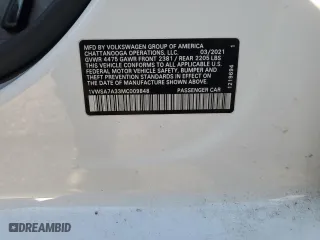 MFD BY VOLKSWAGEN GROUP OF AMERICA
CHATTANOOGA OPERATIONS, LLC. 03/2021
GVWR 4475 GAWR FRONT 2381 / REAR 2205 LBS
THIS VEHICLE CONFORMS TO ALL APPLICABLE U.S.
FEDERAL MOTOR VEHICLE SAFETY, BUMPER AND THEFT
PREVENTION STANDARDS IN EFFECT
ON THE DATE OF MANUFACTURE SHOWN ABOVE.
1VWSA7A33MC009848 PASSENGER CAR
1
1219694
DREAMBID